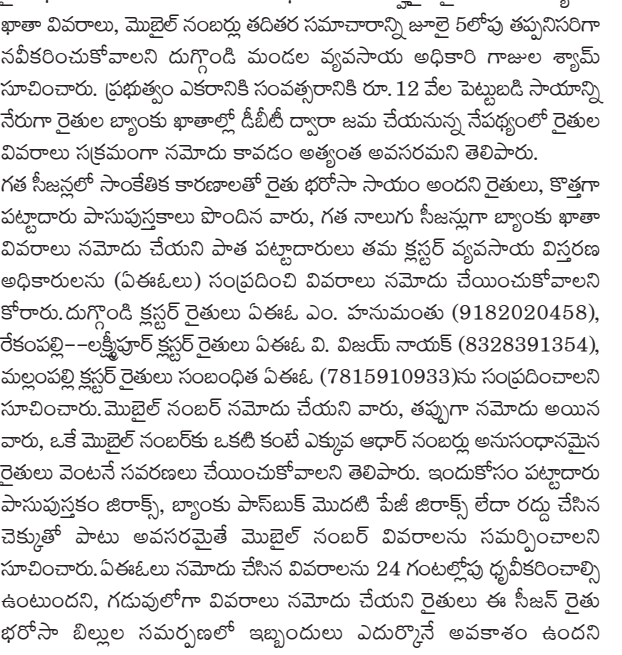 ఖాతా వివరాలు, మొబైల్ నంబర్లు తదితర సమాచారాన్ని జూలై 5లోపు తప్పనిసరిగా
నవీకరించుకోవాలని దుగ్గొండి మండల వ్యవసాయ అధికారి గాజుల శ్యామ్
సూచించారు. ప్రభుత్వం ఎకరానికి సంవత్సరానికి రూ.12 వేల పెట్టుబడి సాయాన్ని
నేరుగా రైతుల బ్యాంకు ఖాతాల్లో డీబీటీ ద్వారా జమ చేయనున్న నేపథ్యంలో రైతుల
వివరాలు సక్రమంగా నమోదు కావడం అత్యంత అవసరమని తెలిపారు.
గత సీజన్లలో సాంకేతిక కారణాలతో రైతు భరోసా సాయం అందని రైతులు, కొత్తగా
పట్టాదారు పాసుపుస్తకాలు పొందిన వారు, గత నాలుగు సీజన్లుగా బ్యాంకు ఖాతా
వివరాలు నమోదు చేయని పాత పట్టాదారులు తమ క్లస్టర్ వ్యవసాయ విస్తరణ
అధికారులను (ఏఈఓలు) సంప్రదించి వివరాలు నమోదు చేయించుకోవాలని
కోరారు.దుగ్గొండి క్లస్టర్ రైతులు ఏఈఓ ఎం. హనుమంతు (9182020458),
రేకంపల్లి--లక్ష్మీపూర్ క్లస్టర్ రైతులు ఏఈఓ వి. విజయ్ నాయక్ (8328391354),
మల్లంపల్లి క్లస్టర్ రైతులు సంబంధిత ఏఈఓ (7815910933)ను సంప్రదించాలని
సూచించారు.మొబైల్ నంబర్ నమోదు చేయని వారు, తప్పుగా నమోదు అయిన
వారు, ఒకే మొబైల్ నంబర్‌కు ఒకటి కంటే ఎక్కువ ఆధార్ నంబర్లు అనుసంధానమైన
రైతులు వెంటనే సవరణలు చేయించుకోవాలని తెలిపారు. ఇందుకోసం పట్టాదారు
పాసుపుస్తకం జిరాక్స్, బ్యాంకు పాస్‌బుక్ మొదటి పేజీ జిరాక్స్ లేదా రద్దు చేసిన
చెక్కుతో పాటు అవసరమైతే మొబైల్ నంబర్ వివరాలను సమర్పించాలని
సూచించారు.ఏఈఓలు నమోదు చేసిన వివరాలను 24 గంటల్లోపు ధృవీకరించాల్సి
ఉంటుందని, గడువులోగా వివరాలు నమోదు చేయని రైతులు ఈ సీజన్ రైతు
భరోసా బిల్లుల సమర్పణలో ఇబ్బందులు ఎదుర్కొనే అవకాశం ఉందని